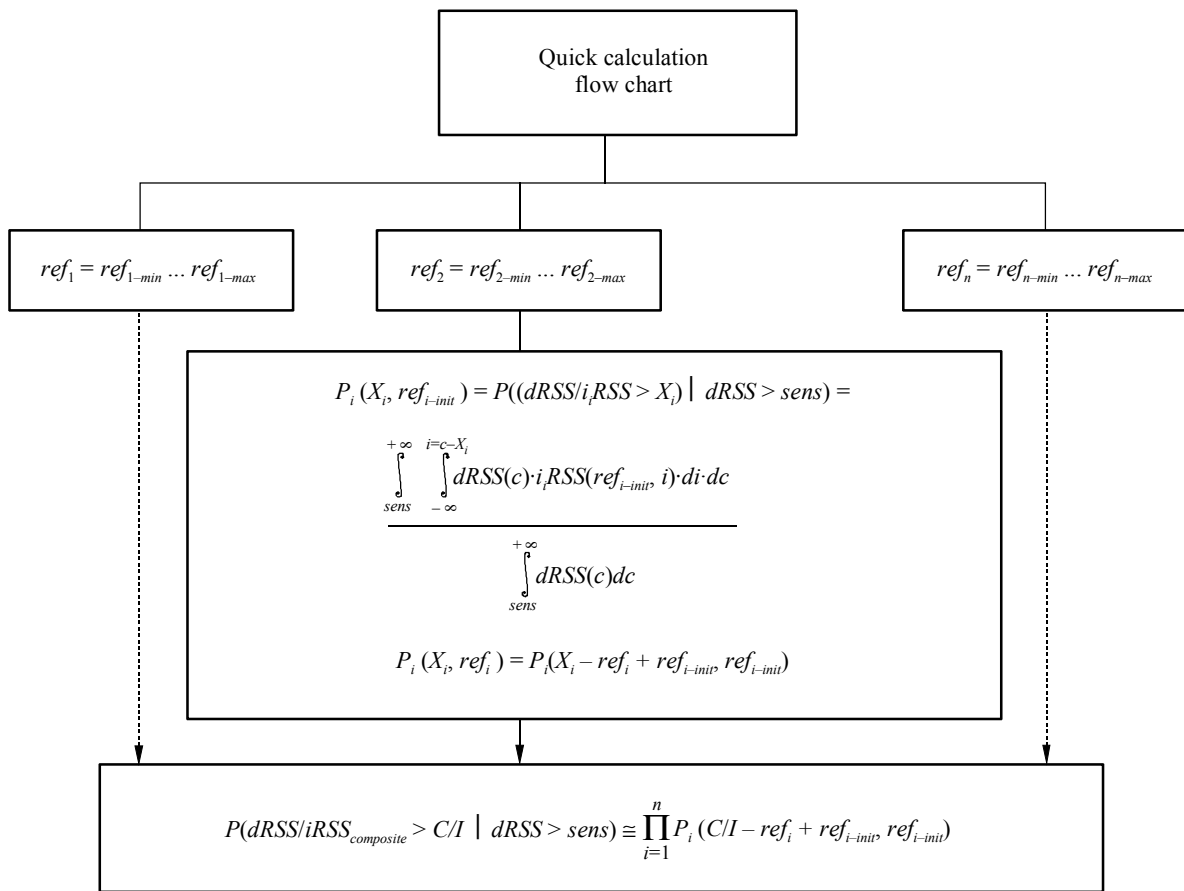 Quick calculation
flow chart
ref₁ = ref₁₋min ... ref₁₋max
ref₂ = ref₂₋min ... ref₂₋max
refₙ = refₙ₋min ... refₙ₋max
Pᵢ (Xᵢ, refᵢ₋init ) = P((dRSS/iᵢRSS > Xᵢ) | dRSS > sens) =
+ ∞ i=c–Xᵢ
∫ ∫ dRSS(c)·iᵢRSS(refᵢ₋init, i)·di·dc
sens – ∞
+ ∞
∫ dRSS(c)dc
sens
Pᵢ (Xᵢ, refᵢ ) = Pᵢ(Xᵢ – refᵢ + refᵢ₋init, refᵢ₋init)
n
P(dRSS/iRSScomposite > C/I | dRSS > sens) ≅ ∏ Pᵢ (C/I – refᵢ + refᵢ₋init, refᵢ₋init)
i=1